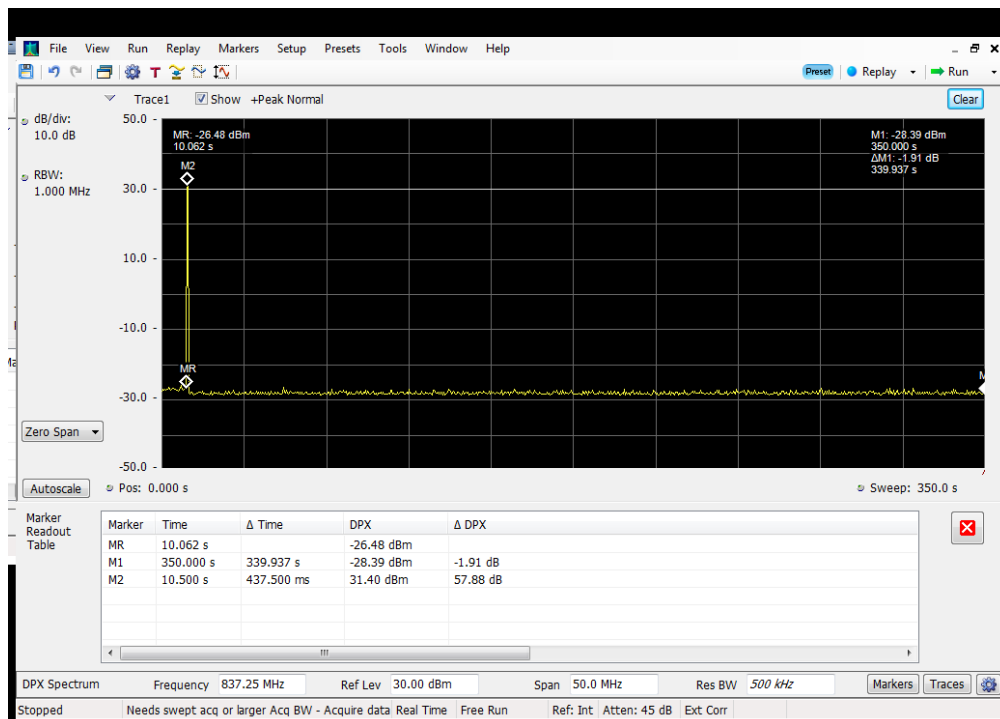 File View Run Replay Markers Setup Presets Tools Window Help
Preset Replay Run
Trace1 Show +Peak Normal Clear
dB/div:
10.0 dB
RBW:
1.000 MHz
50.0
30.0
10.0
-10.0
-30.0
-50.0
MR: -26.48 dBm
10.062 s
M1: -28.39 dBm
350.000 s
ΔM1: -1.91 dB
339.937 s
M2
MR
M
Zero Span
Autoscale Pos: 0.000 s Sweep: 350.0 s
Marker
Readout
Table
Marker Time Δ Time DPX Δ DPX
MR 10.062 s -26.48 dBm
M1 350.000 s 339.937 s -28.39 dBm -1.91 dB
M2 10.500 s 437.500 ms 31.40 dBm 57.88 dB
DPX Spectrum Frequency 837.25 MHz Ref Lev 30.00 dBm Span 50.0 MHz Res BW 500 kHz Markers Traces
Stopped Needs swept acq or larger Acq BW - Acquire data Real Time Free Run Ref: Int Atten: 45 dB Ext Corr